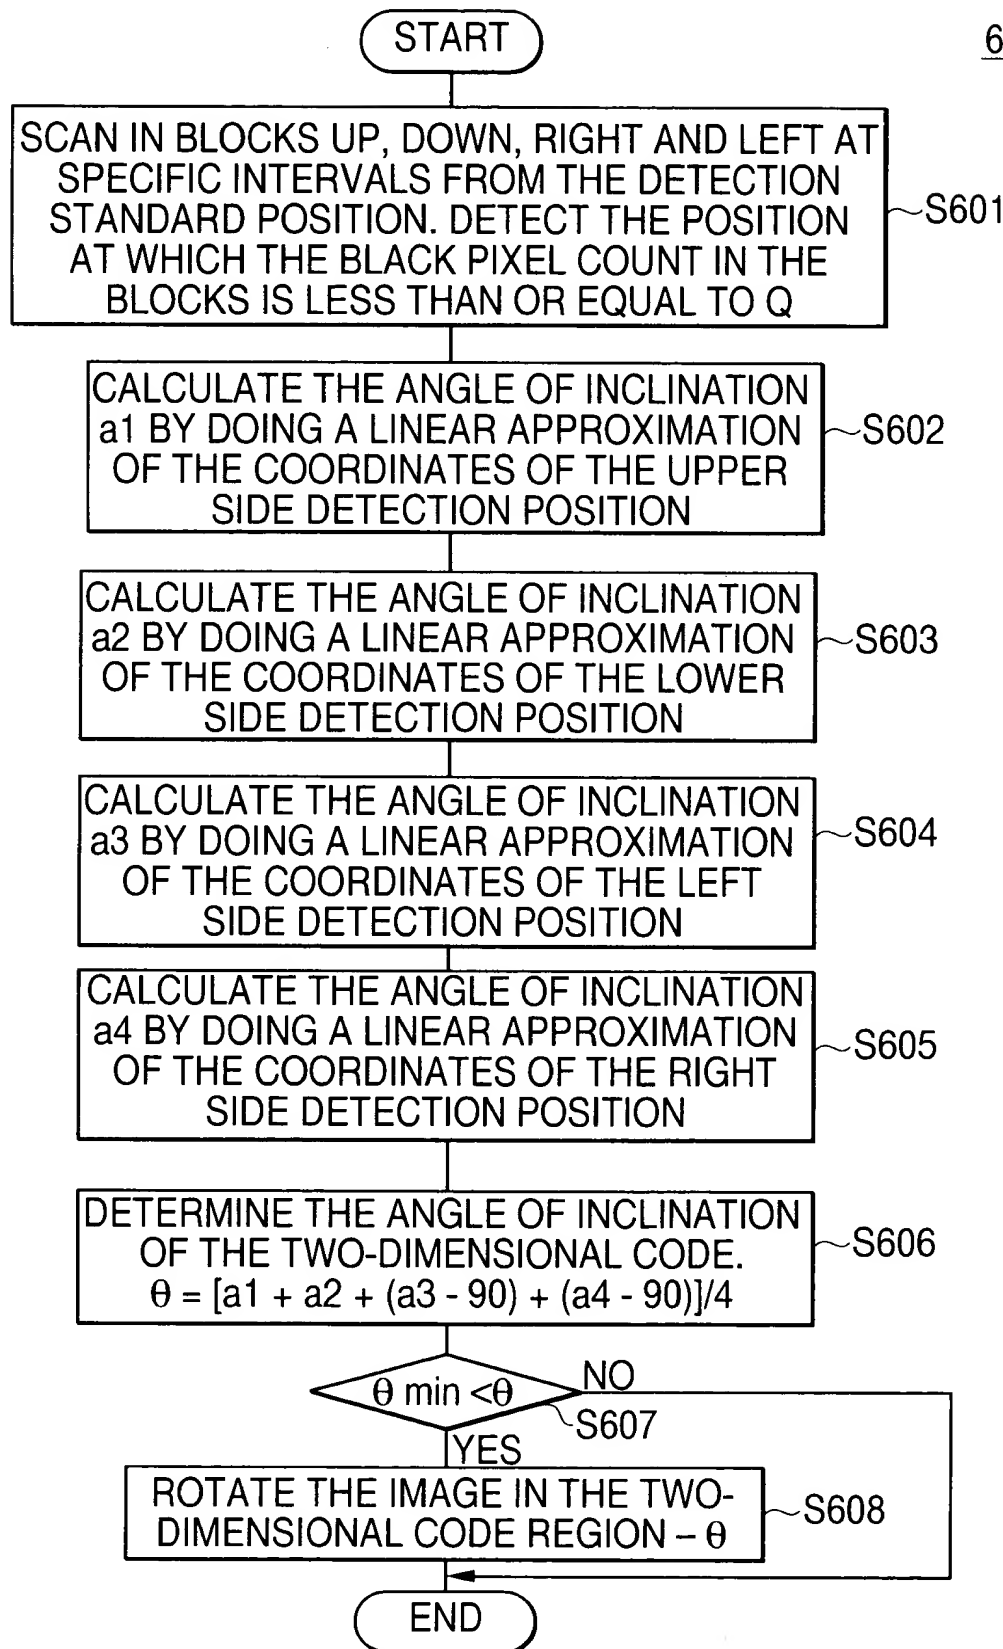 START
6
SCAN IN BLOCKS UP, DOWN, RIGHT AND LEFT AT
SPECIFIC INTERVALS FROM THE DETECTION
STANDARD POSITION. DETECT THE POSITION
AT WHICH THE BLACK PIXEL COUNT IN THE
BLOCKS IS LESS THAN OR EQUAL TO Q
S601
CALCULATE THE ANGLE OF INCLINATION
a1 BY DOING A LINEAR APPROXIMATION
OF THE COORDINATES OF THE UPPER
SIDE DETECTION POSITION
S602
CALCULATE THE ANGLE OF INCLINATION
a2 BY DOING A LINEAR APPROXIMATION
OF THE COORDINATES OF THE LOWER
SIDE DETECTION POSITION
S603
CALCULATE THE ANGLE OF INCLINATION
a3 BY DOING A LINEAR APPROXIMATION
OF THE COORDINATES OF THE LEFT
SIDE DETECTION POSITION
S604
CALCULATE THE ANGLE OF INCLINATION
a4 BY DOING A LINEAR APPROXIMATION
OF THE COORDINATES OF THE RIGHT
SIDE DETECTION POSITION
S605
DETERMINE THE ANGLE OF INCLINATION
OF THE TWO-DIMENSIONAL CODE.
θ = [a1 + a2 + (a3 - 90) + (a4 - 90)]/4
S606
θ min <θ
NO
S607
YES
ROTATE THE IMAGE IN THE TWO-
DIMENSIONAL CODE REGION – θ
S608
END